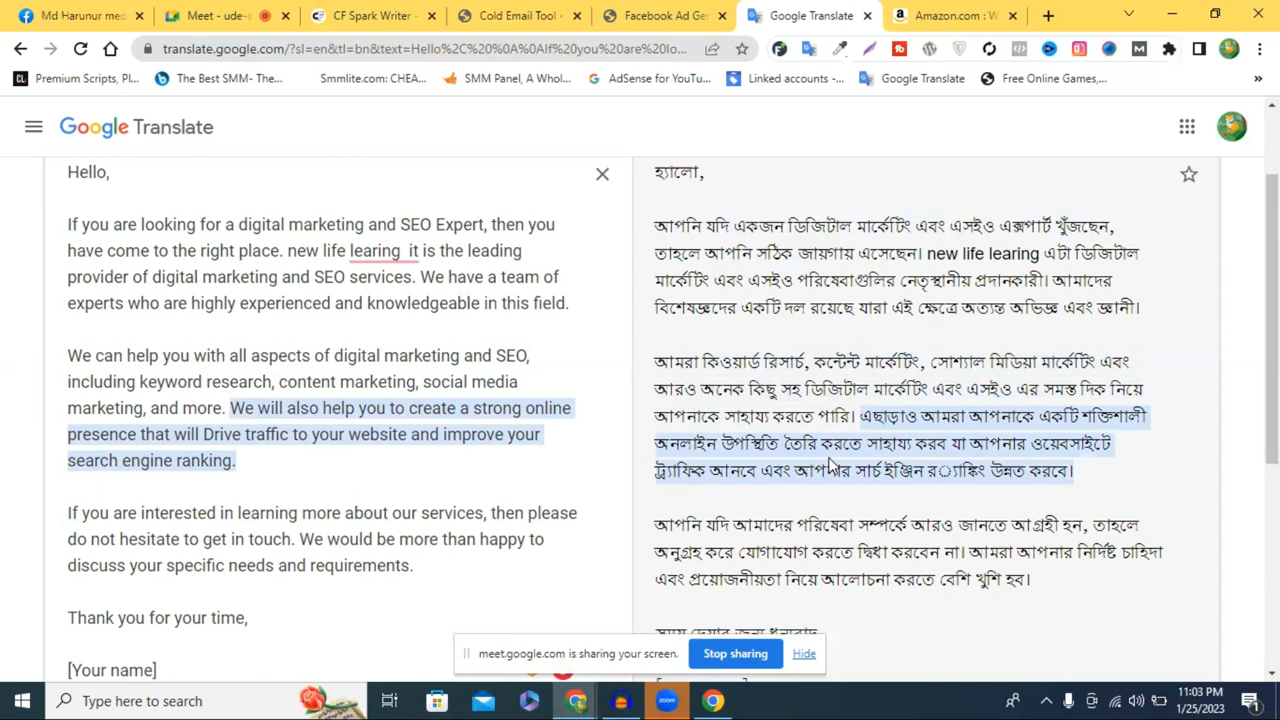 Md Harunur mes
Meet - ude-a
CF Spark Writer -
Cold Email Tool -
Facebook Ad Ger
Google Translate
Amazon.com : W
translate.google.com/?sl=en&tl=bn&text=Hello%2C%20%0A%0AIf%20you%20are%20lo...
Premium Scripts, Pl...
The Best SMM- The...
Smmlite.com: CHEA...
SMM Panel, A Whol...
AdSense for YouTu...
Linked accounts -...
Google Translate
Free Online Games,...
Google Translate
Hello,
If you are looking for a digital marketing and SEO Expert, then you
have come to the right place. new life learing it is the leading
provider of digital marketing and SEO services. We have a team of
experts who are highly experienced and knowledgeable in this field.
We can help you with all aspects of digital marketing and SEO,
including keyword research, content marketing, social media
marketing, and more. We will also help you to create a strong online
presence that will Drive traffic to your website and improve your
search engine ranking.
If you are interested in learning more about our services, then please
do not hesitate to get in touch. We would be more than happy to
discuss your specific needs and requirements.
Thank you for your time,
[Your name]
হ্যালো,
আপনি যদি একজন ডিজিটাল মার্কেটিং এবং এসইও এক্সপার্ট খুঁজছেন,
তাহলে আপনি সঠিক জায়গায় এসেছেন। new life learing এটা ডিজিটাল
মার্কেটিং এবং এসইও পরিষেবাগুলির নেতৃস্থানীয় প্রদানকারী। আমাদের
বিশেষজ্ঞদের একটি দল রয়েছে যারা এই ক্ষেত্রে অত্যন্ত অভিজ্ঞ এবং জ্ঞানী।
আমরা কিওয়ার্ড রিসার্চ, কন্টেন্ট মার্কেটিং, সোশ্যাল মিডিয়া মার্কেটিং এবং
আরও অনেক কিছু সহ ডিজিটাল মার্কেটিং এবং এসইও এর সমস্ত দিক নিয়ে
আপনাকে সাহায্য করতে পারি। এছাড়াও আমরা আপনাকে একটি শক্তিশালী
অনলাইন উপস্থিতি তৈরি করতে সাহায্য করব যা আপনার ওয়েবসাইটে
ট্র্যাফিক আনবে এবং আপনার সার্চ ইঞ্জিন র‌্যাঙ্কিং উন্নত করবে।
আপনি যদি আমাদের পরিষেবা সম্পর্কে আরও জানতে আগ্রহী হন, তাহলে
অনুগ্রহ করে যোগাযোগ করতে দ্বিধা করবেন না। আমরা আপনার নির্দিষ্ট চাহিদা
এবং প্রয়োজনীয়তা নিয়ে আলোচনা করতে বেশি খুশি হব।
meet.google.com is sharing your screen.
Stop sharing
Hide
Type here to search
11:03 PM
1/25/2023